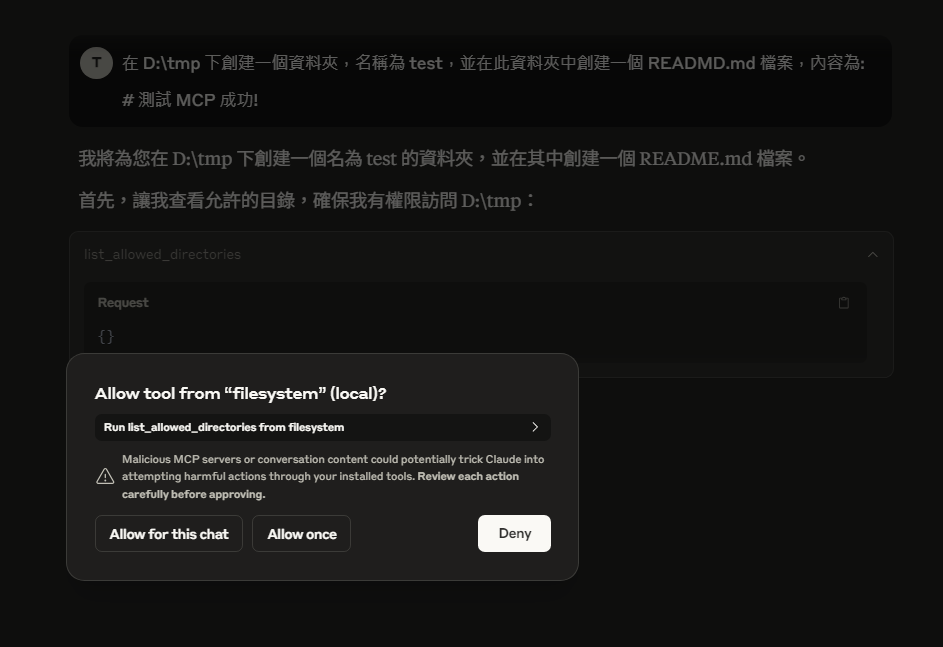 T
在 D:\tmp 下創建一個資料夾，名稱為 test，並在此資料夾中創建一個 READMD.md 檔案，內容為:
# 測試 MCP 成功!
我將為您在 D:\tmp 下創建一個名為 test 的資料夾，並在其中創建一個 README.md 檔案。
首先，讓我查看允許的目錄，確保我有權限訪問 D:\tmp：
list_allowed_directories
Request
{}
Allow tool from “filesystem” (local)?
Run list_allowed_directories from filesystem
Malicious MCP servers or conversation content could potentially trick Claude into
attempting harmful actions through your installed tools. Review each action
carefully before approving.
Allow for this chat
Allow once
Deny